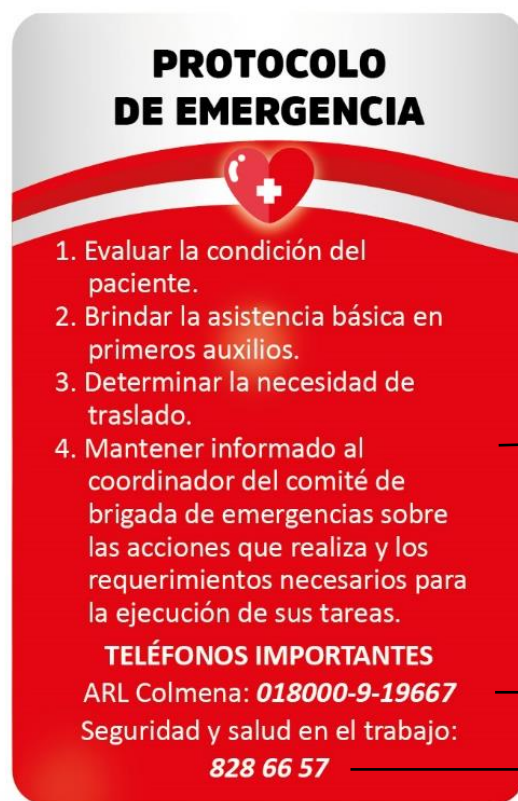 PROTOCOLO
DE EMERGENCIA
1. Evaluar la condición del
paciente.
2. Brindar la asistencia básica en
primeros auxilios.
3. Determinar la necesidad de
traslado.
4. Mantener informado al
coordinador del comité de
brigada de emergencias sobre
las acciones que realiza y los
requerimientos necesarios para
la ejecución de sus tareas.
TELÉFONOS IMPORTANTES
ARL Colmena: 018000-9-19667
Seguridad y salud en el trabajo:
828 66 57